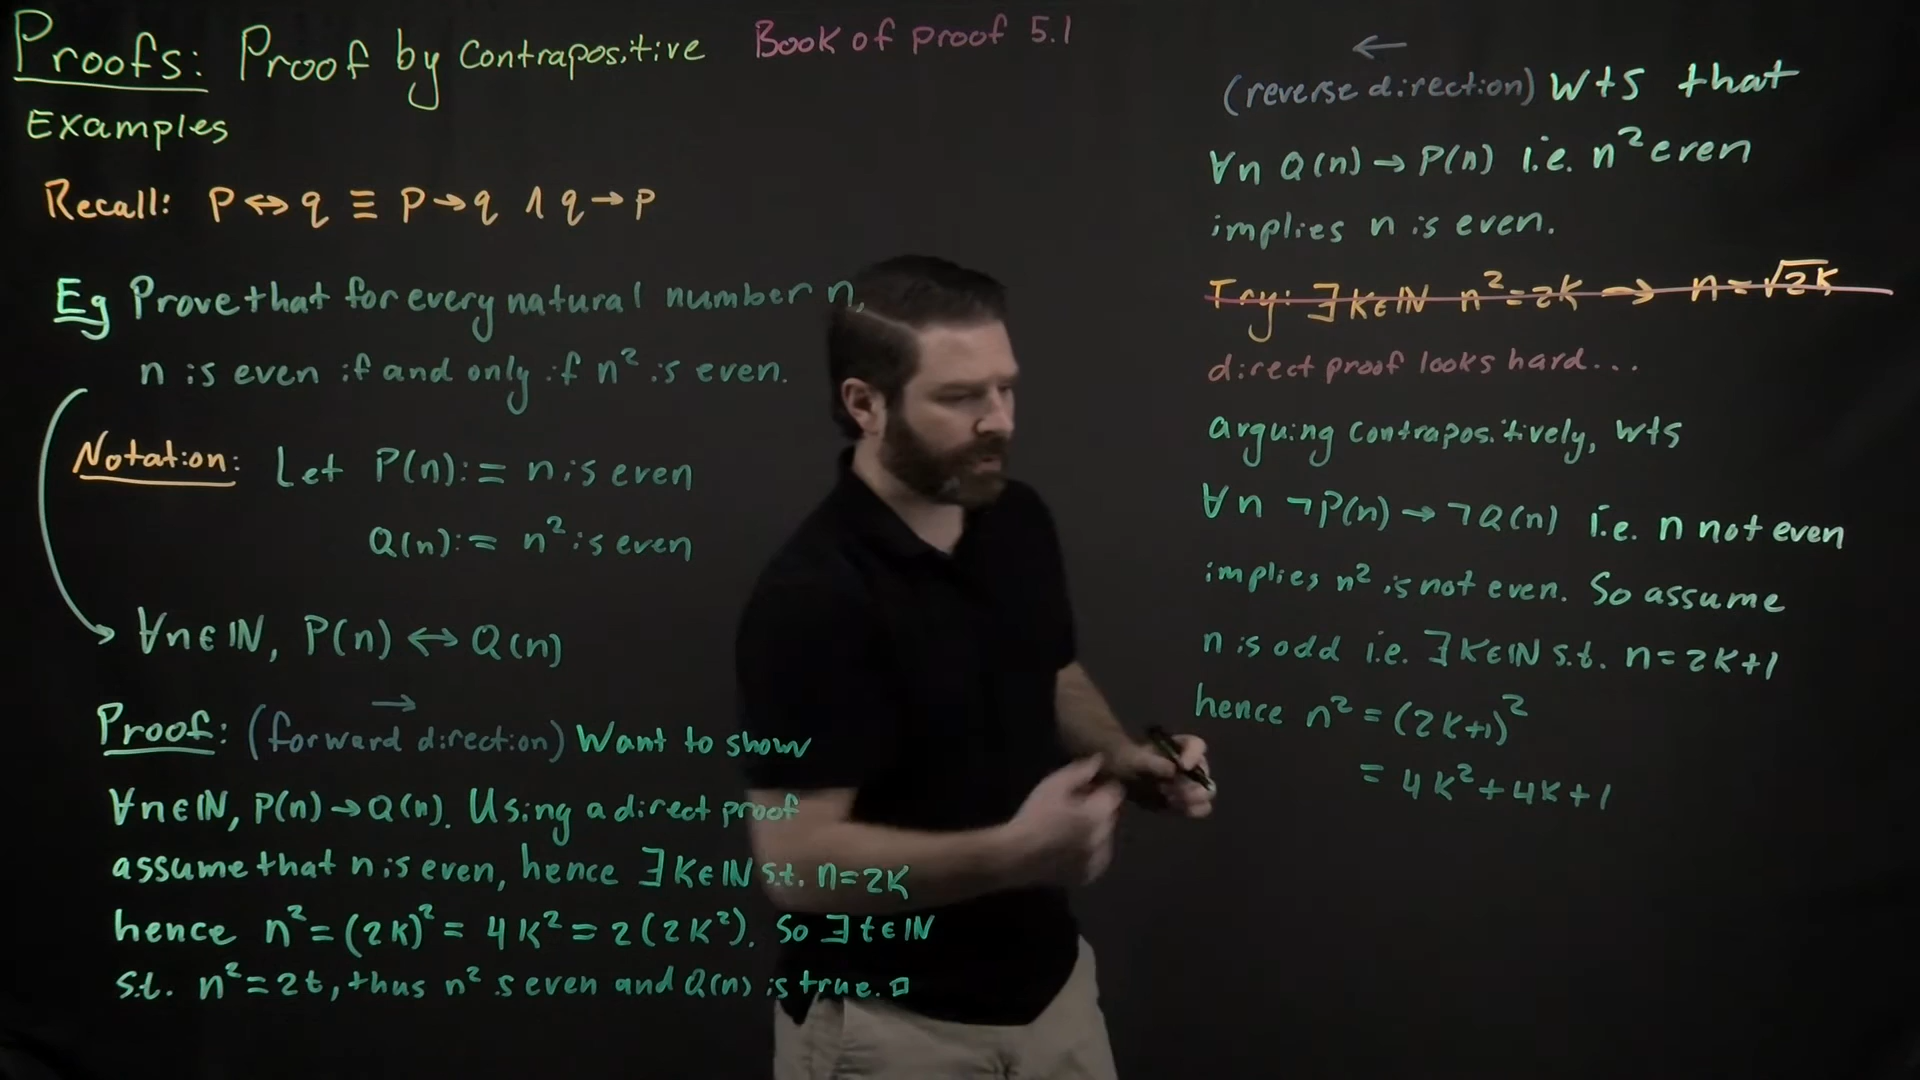 Proofs: Proof by Contrapositive
Book of proof 5.1
Examples
Recall: P↔q ≡ P→q ∧ q→p
Eg Prove that for every natural number n,
n is even if and only if n² is even.
Notation: Let P(n):= n is even
Q(n):= n² is even
∀n∈ℕ, P(n) ↔ Q(n)
Proof: (forward direction) Want to show
→
∀n∈ℕ, P(n)→Q(n). Using a direct proof
assume that n is even, hence ∃k∈ℕ s.t. n=2k
hence n²=(2k)²= 4k²=2(2k²). So ∃t∈ℕ
s.t. n²=2t, thus n² s even and Q(n) is true. □
←
(reverse direction) WtS that
∀n Q(n)→P(n) i.e. n² even
implies n is even.
Try: ∃k∈ℕ n²=2k → n=√2k
direct proof looks hard...
arguing contrapositively, wts
∀n ¬P(n)→¬Q(n) i.e. n not even
implies n² is not even. So assume
n is odd i.e. ∃k∈ℕ s.t. n=2k+1
hence n² = (2k+1)²
= 4k²+4k+1